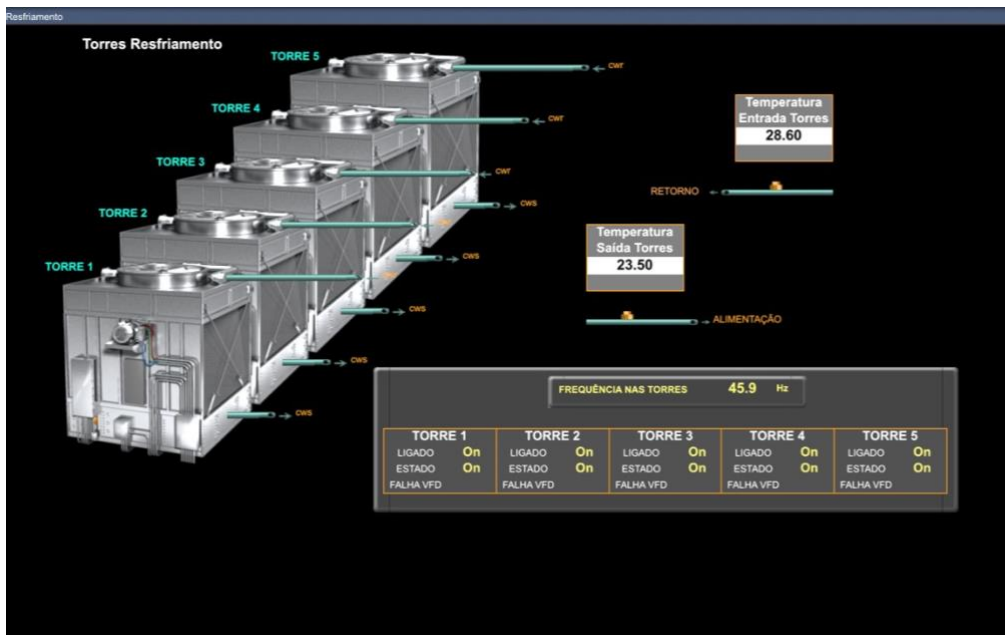 Resfriamento
Torres Resfriamento
TORRE 5
cwr
TORRE 4
cwr
Temperatura
Entrada Torres
28.60
TORRE 3
cwr
RETORNO
cws
TORRE 2
Temperatura
Saída Torres
23.50
cws
TORRE 1
cws
ALIMENTAÇÃO
cws
FREQUÊNCIA NAS TORRES 45.9 Hz
cws
TORRE 1 TORRE 2 TORRE 3 TORRE 4 TORRE 5
LIGADO On LIGADO On LIGADO On LIGADO On LIGADO On
ESTADO On ESTADO On ESTADO On ESTADO On ESTADO On
FALHA VFD FALHA VFD FALHA VFD FALHA VFD FALHA VFD